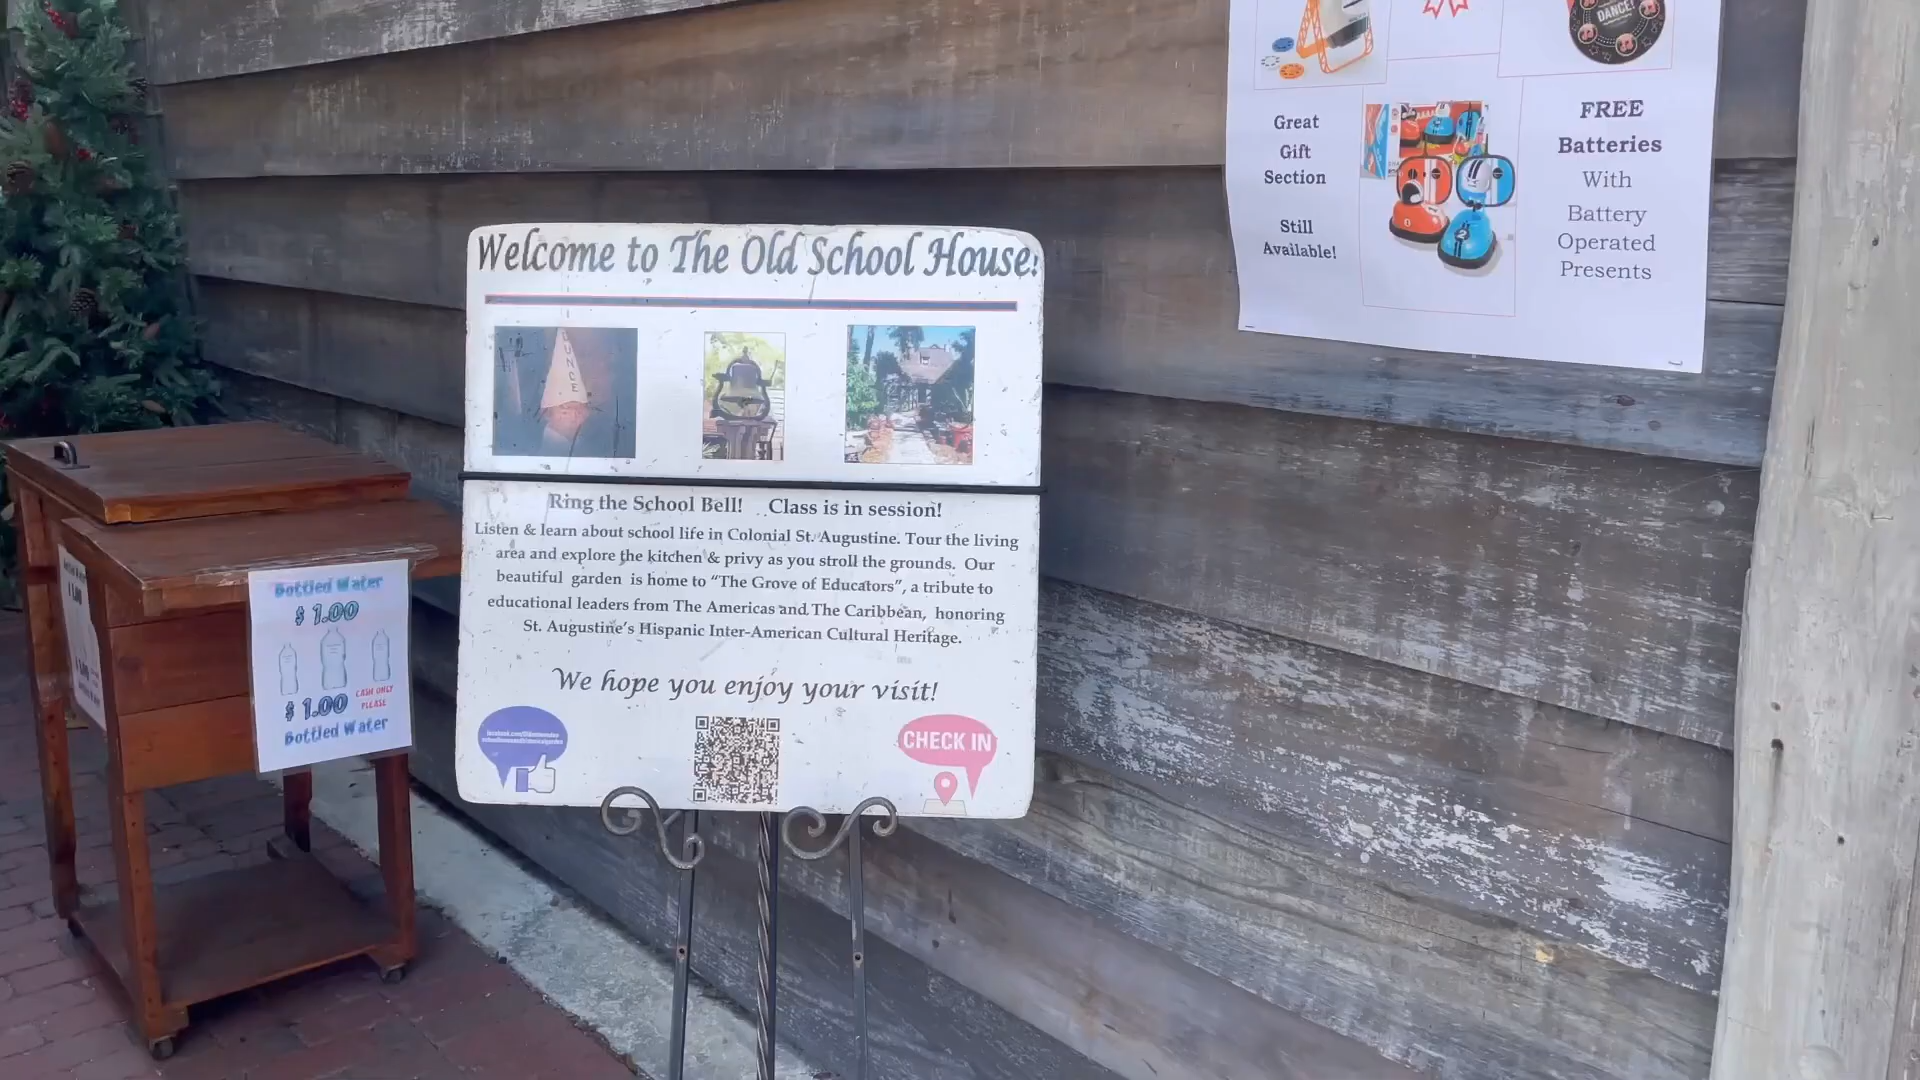 Welcome to The Old School House!
DUNCE
Ring the School Bell! Class is in session!
Listen & learn about school life in Colonial St. Augustine. Tour the living
area and explore the kitchen & privy as you stroll the grounds. Our
beautiful garden is home to “The Grove of Educators”, a tribute to
educational leaders from The Americas and The Caribbean, honoring
St. Augustine’s Hispanic Inter-American Cultural Heritage.
We hope you enjoy your visit!
CHECK IN
Bottled Water
$ 1.00
$ 1.00
CASH ONLY
PLEASE
Bottled Water
DANCE!
Great
Gift
Section
Still
Available!
FREE
Batteries
With
Battery
Operated
Presents